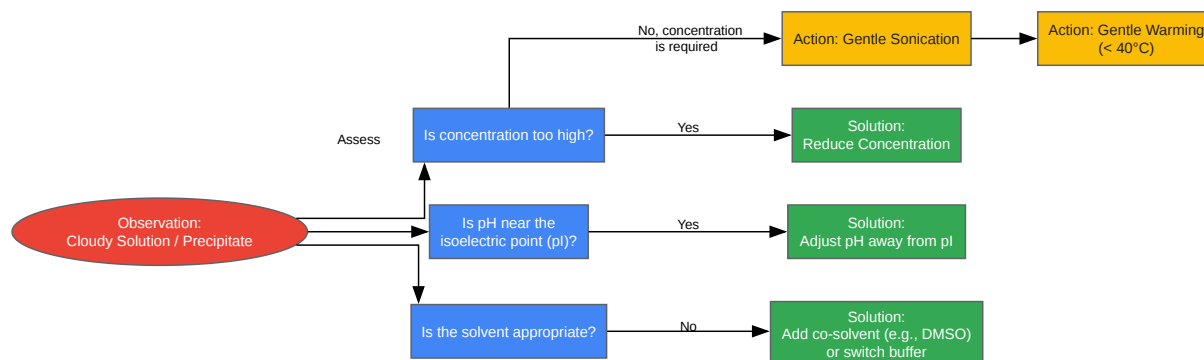 No, concentration
is required
Action: Gentle Sonication
Action: Gentle Warming
(< 40°C)
Assess
Is concentration too high?
Yes
Solution:
Reduce Concentration
Observation:
Cloudy Solution / Precipitate
Is pH near the
isoelectric point (pI)?
Yes
Solution:
Adjust pH away from pI
Is the solvent appropriate?
No
Solution:
Add co-solvent (e.g., DMSO)
or switch buffer